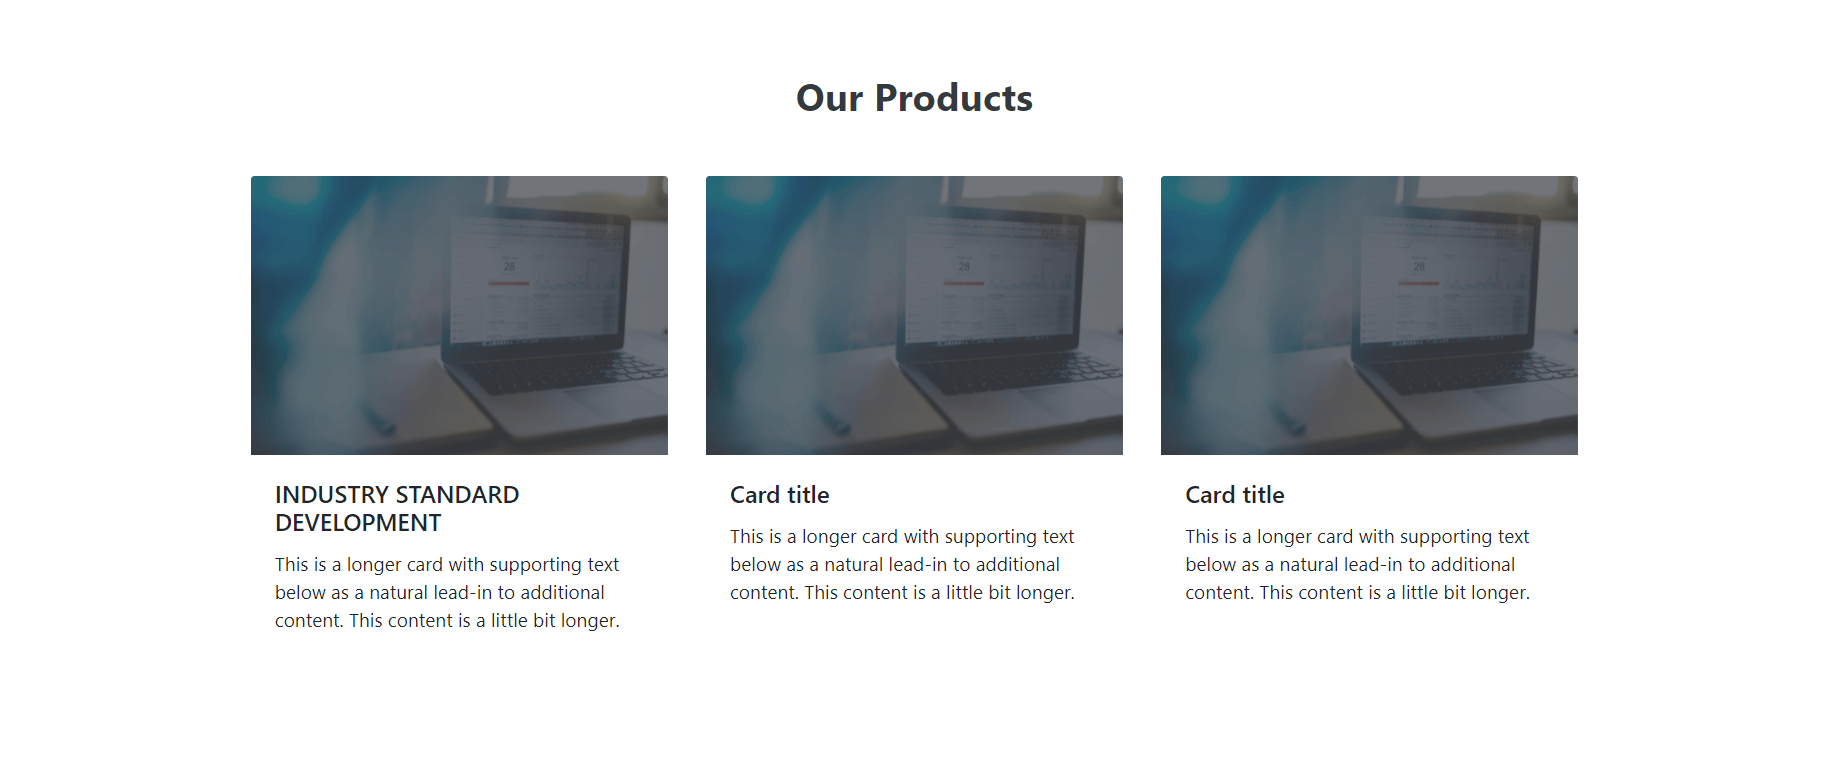 Our Products
28
28
28
INDUSTRY STANDARD
DEVELOPMENT
This is a longer card with supporting text
below as a natural lead-in to additional
content. This content is a little bit longer.
Card title
This is a longer card with supporting text
below as a natural lead-in to additional
content. This content is a little bit longer.
Card title
This is a longer card with supporting text
below as a natural lead-in to additional
content. This content is a little bit longer.